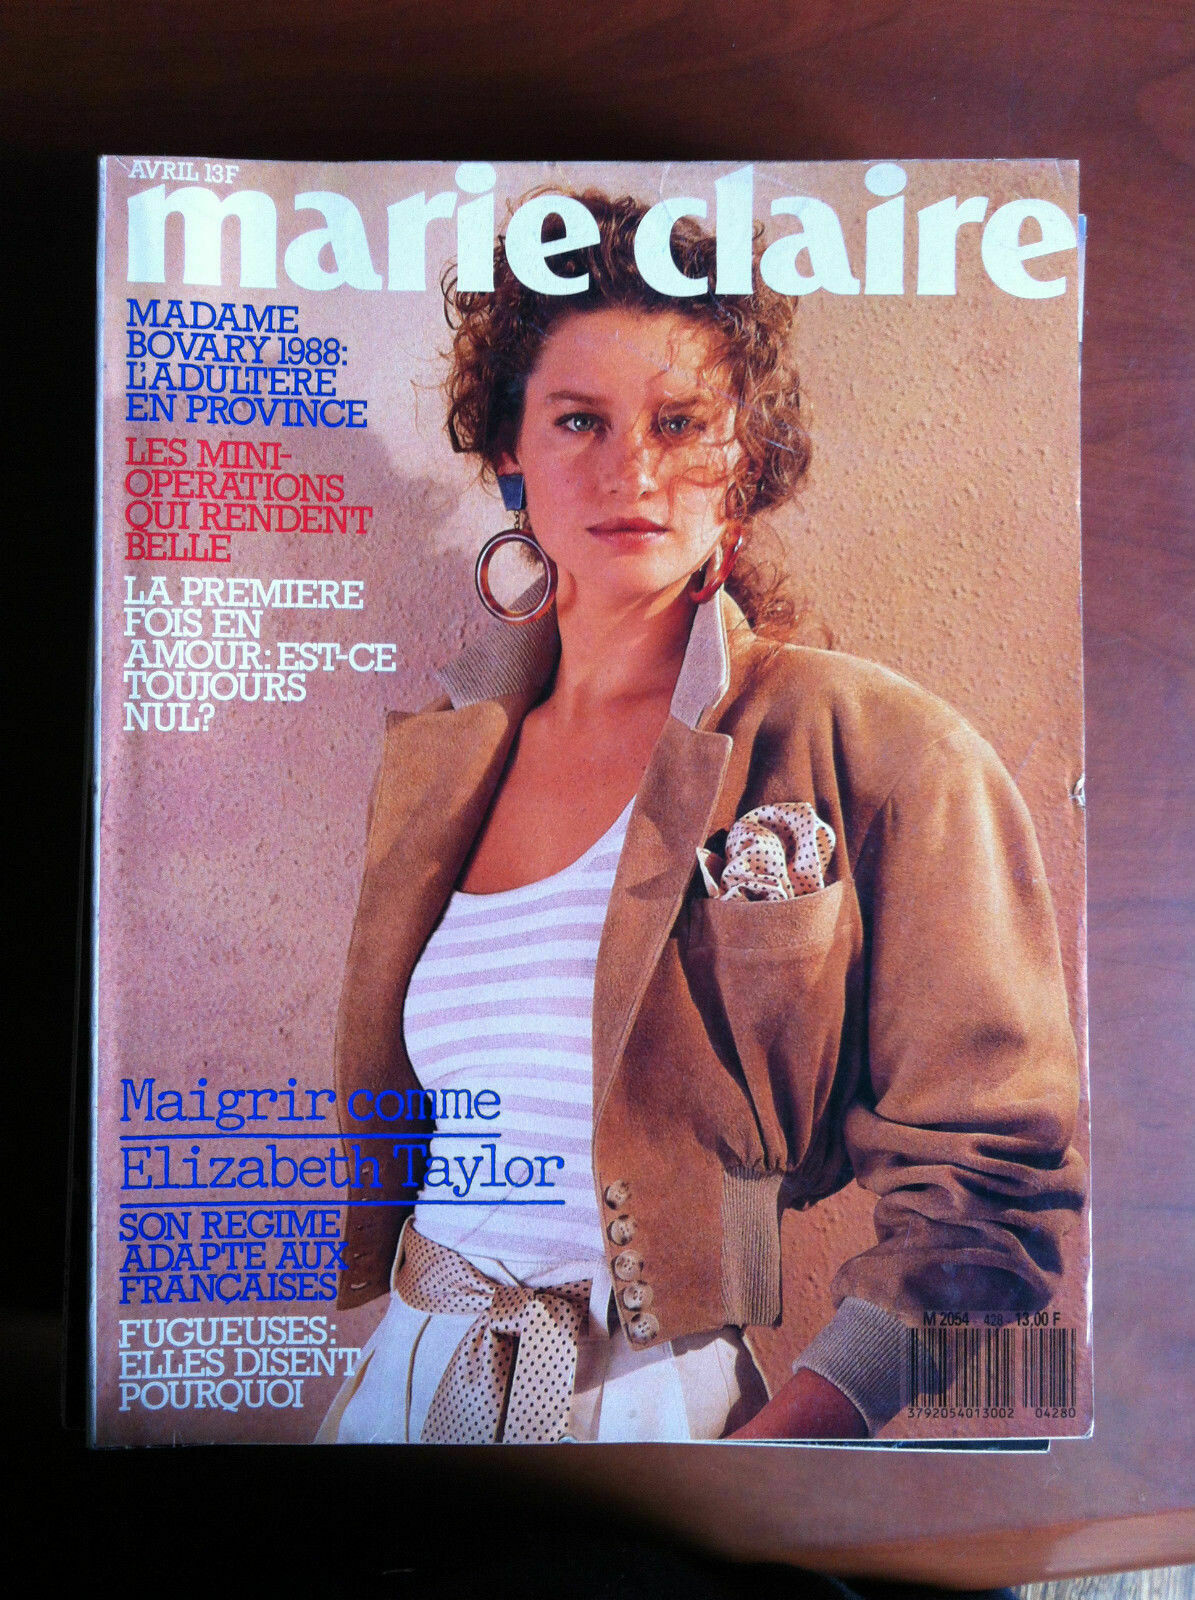 AVRIL 13F
marie claire
MADAME
BOVARY 1988:
L'ADULTERE
EN PROVINCE
LES MINI-
OPERATIONS
QUI RENDENT
BELLE
LA PREMIERE
FOIS EN
AMOUR: EST-CE
TOUJOURS
NUL?
Maigrir comme
Elizabeth Taylor
SON REGIME
ADAPTE AUX
FRANÇAISES
FUGUEUSES:
ELLES DISENT
POURQUOI
M 2054 - 428 - 13,00 F
3792054013002 04280